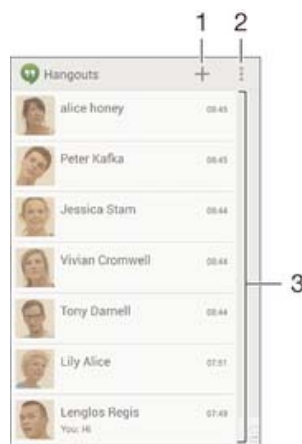 1 2
Hangouts
alice honey 08:45
Peter Kafka 08:45
Jessica Stam 08:44
Vivian Cromwell 08:44
3
Tony Darnell 08:44
Lily Alice 07:51
Lenglos Regis 07:49
You: Hi